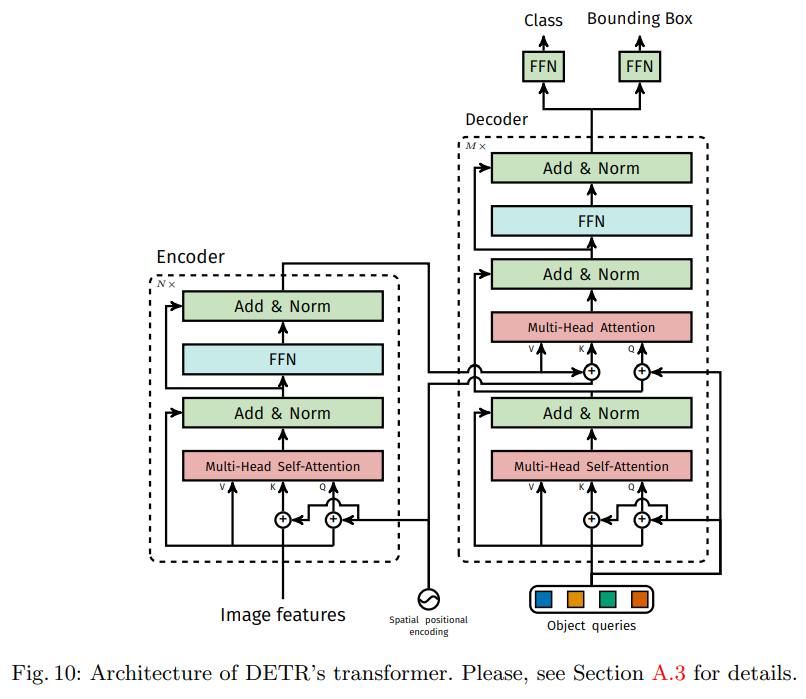 Class
Bounding Box
FFN
FFN
Decoder
M×
Add & Norm
FFN
Add & Norm
Multi-Head Attention
V
K
Q
Add & Norm
Multi-Head Self-Attention
V
K
Q
Object queries
Encoder
N×
Add & Norm
FFN
Add & Norm
Multi-Head Self-Attention
V
K
Q
Image features
Spatial positional
encoding
Fig. 10: Architecture of DETR's transformer. Please, see Section A.3 for details.